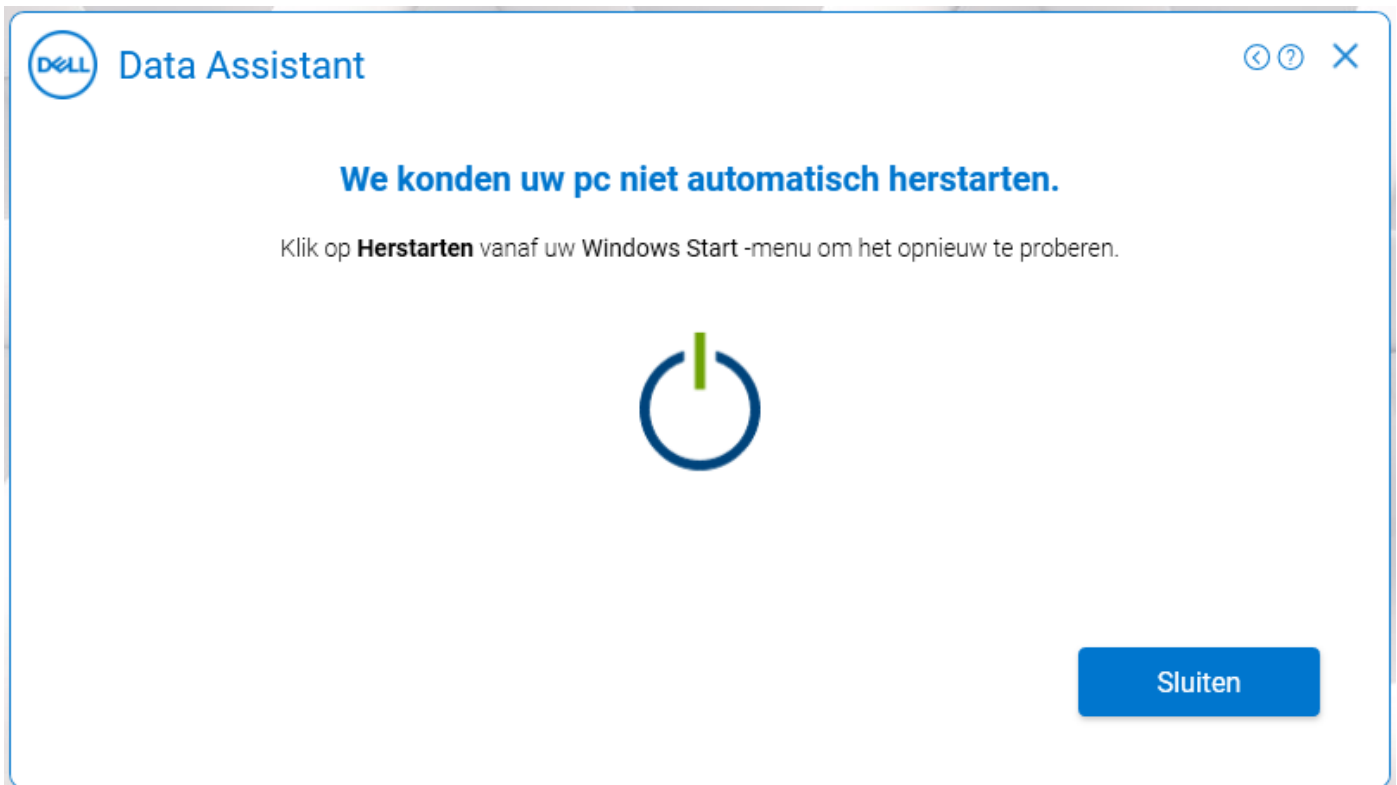 DELL Data Assistant
We konden uw pc niet automatisch herstarten.
Klik op Herstarten vanaf uw Windows Start -menu om het opnieuw te proberen.
Sluiten